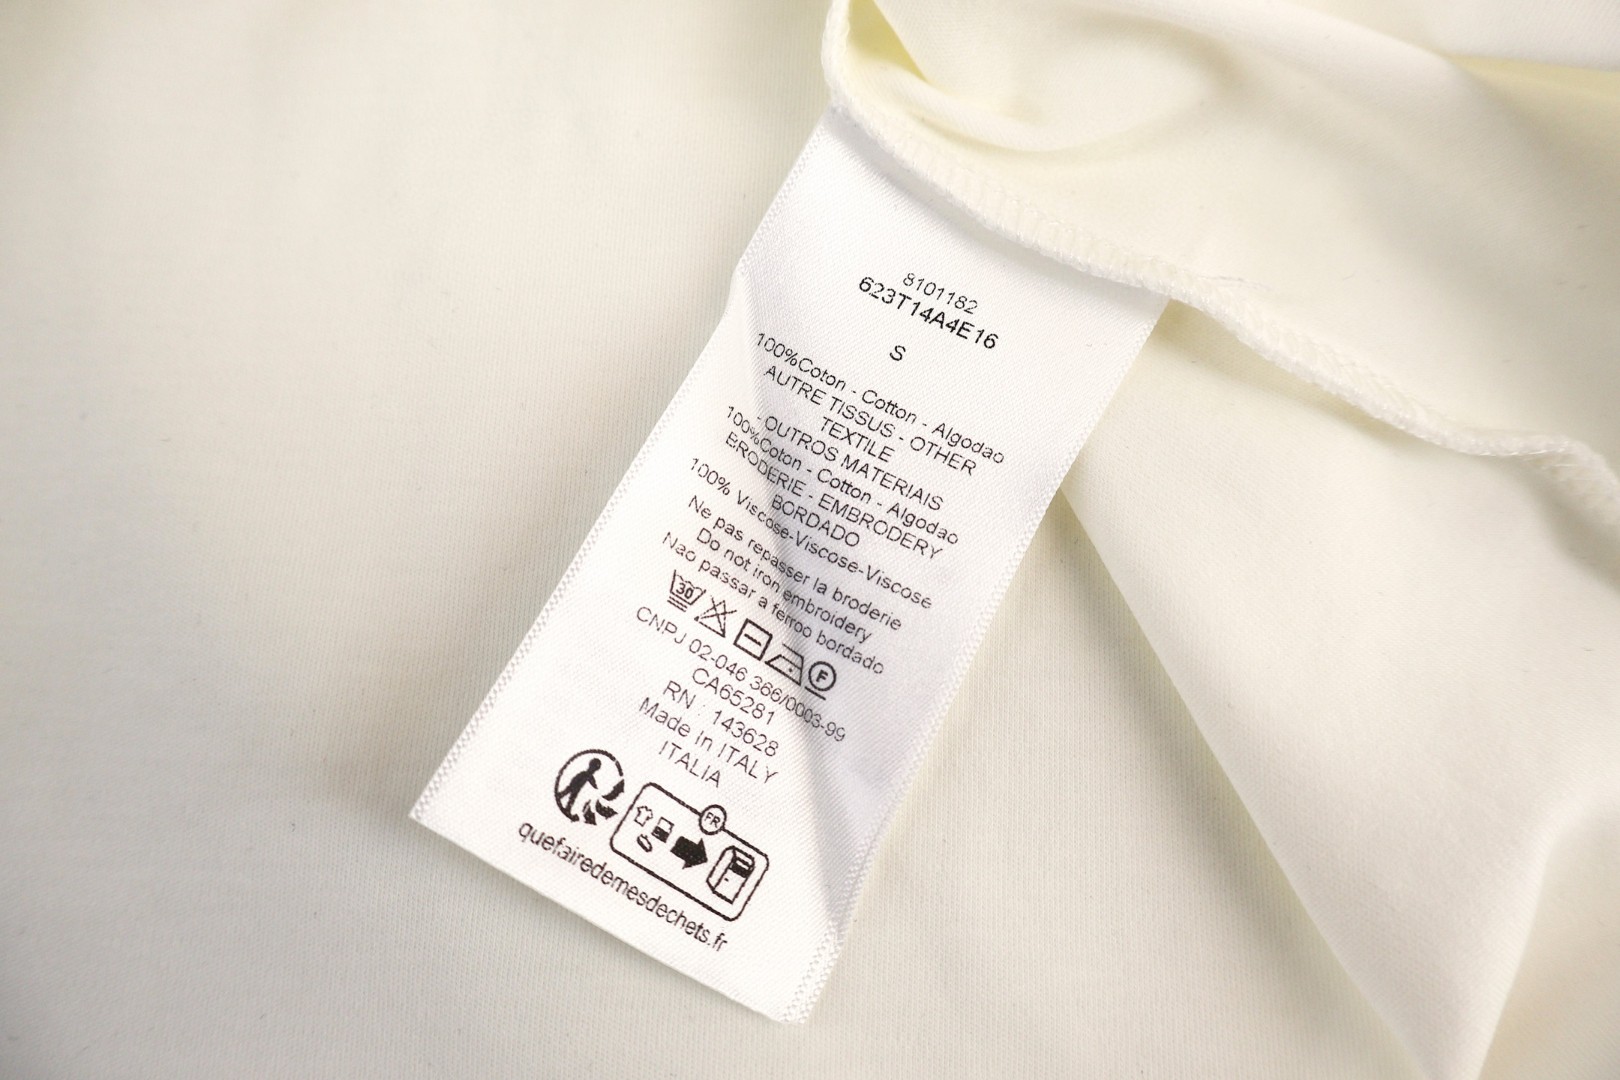 8101182
623T14A4E16
S
100%Coton - Cotton - Algodao
AUTRE TISSUS - OTHER
TEXTILE
- OUTROS MATERIAIS
100%Coton - Cotton - Algodao
BRODERIE - EMBRODERY
BORDADO
100% Viscose-Viscose-Viscose
Ne pas repasser la broderie
Do not iron embroidery
Nao passar a ferroo bordado
30 F
CNPJ 02-046 366/0003-99
CA65281
RN : 143628
Made in ITALY
ITALIA
FR
quefairedemesdechets.fr